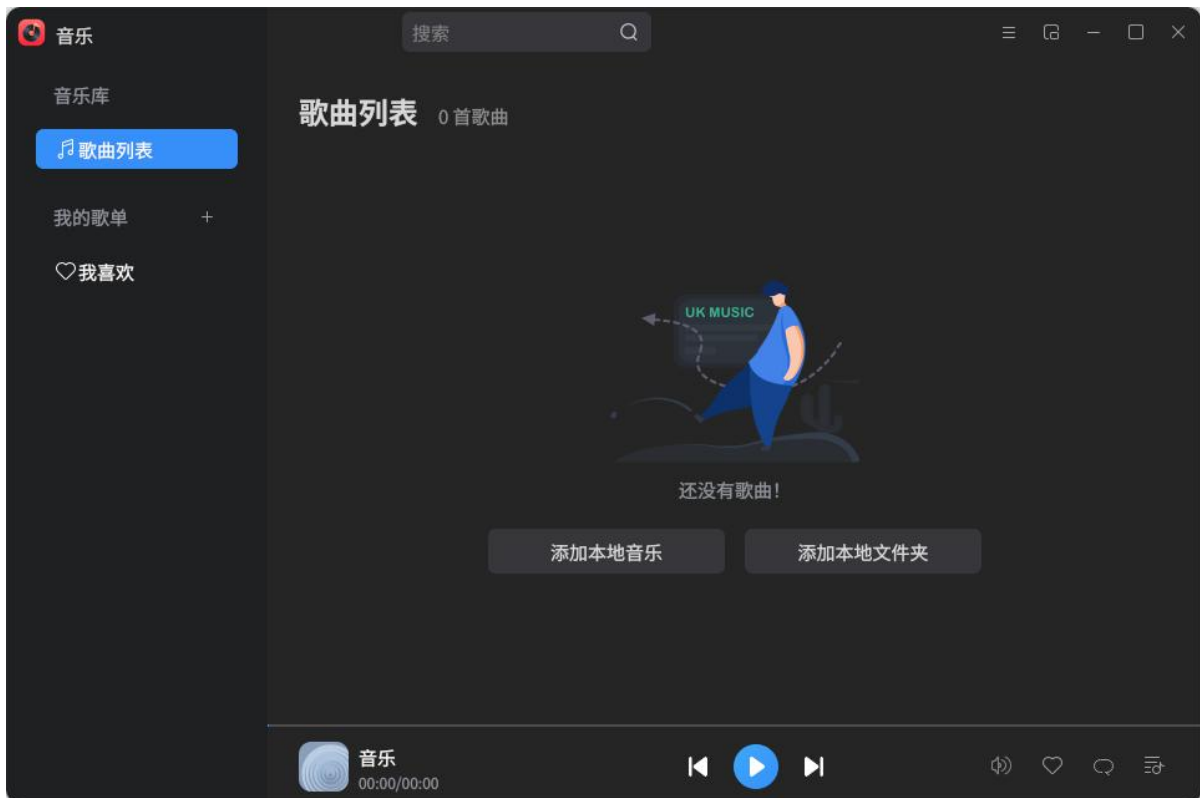 音乐
搜索
音乐库
歌曲列表
我的歌单
我喜欢
歌曲列表 0 首歌曲
UK MUSIC
还没有歌曲!
添加本地音乐
添加本地文件夹
音乐
00:00/00:00